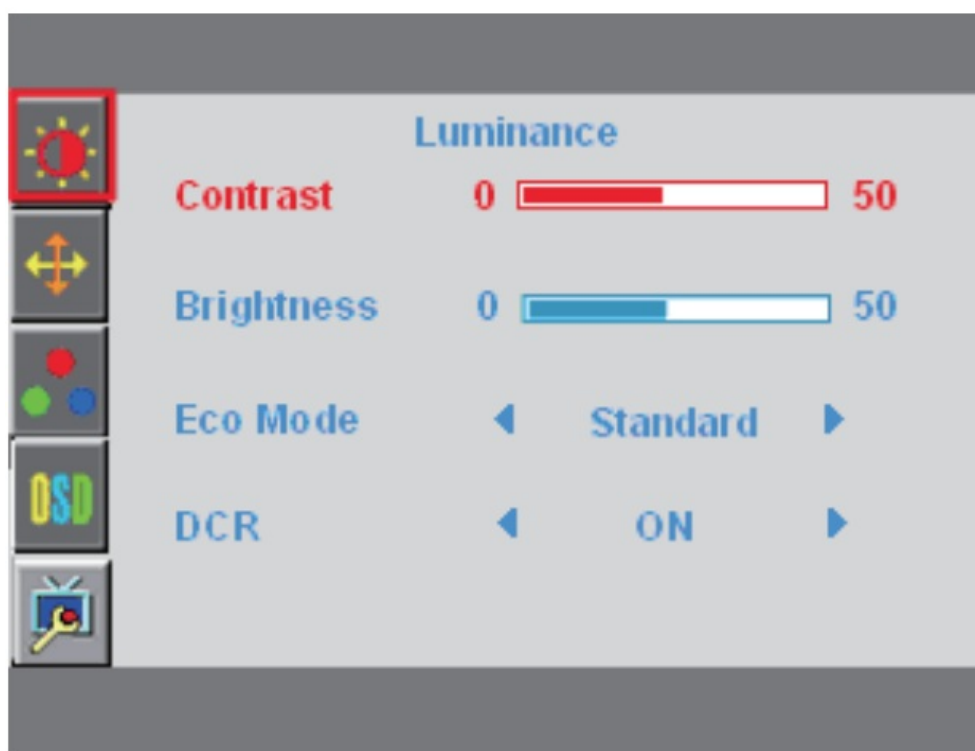 Luminance
Contrast 0 50
Brightness 0 50
Eco Mode Standard
OSD
DCR ON